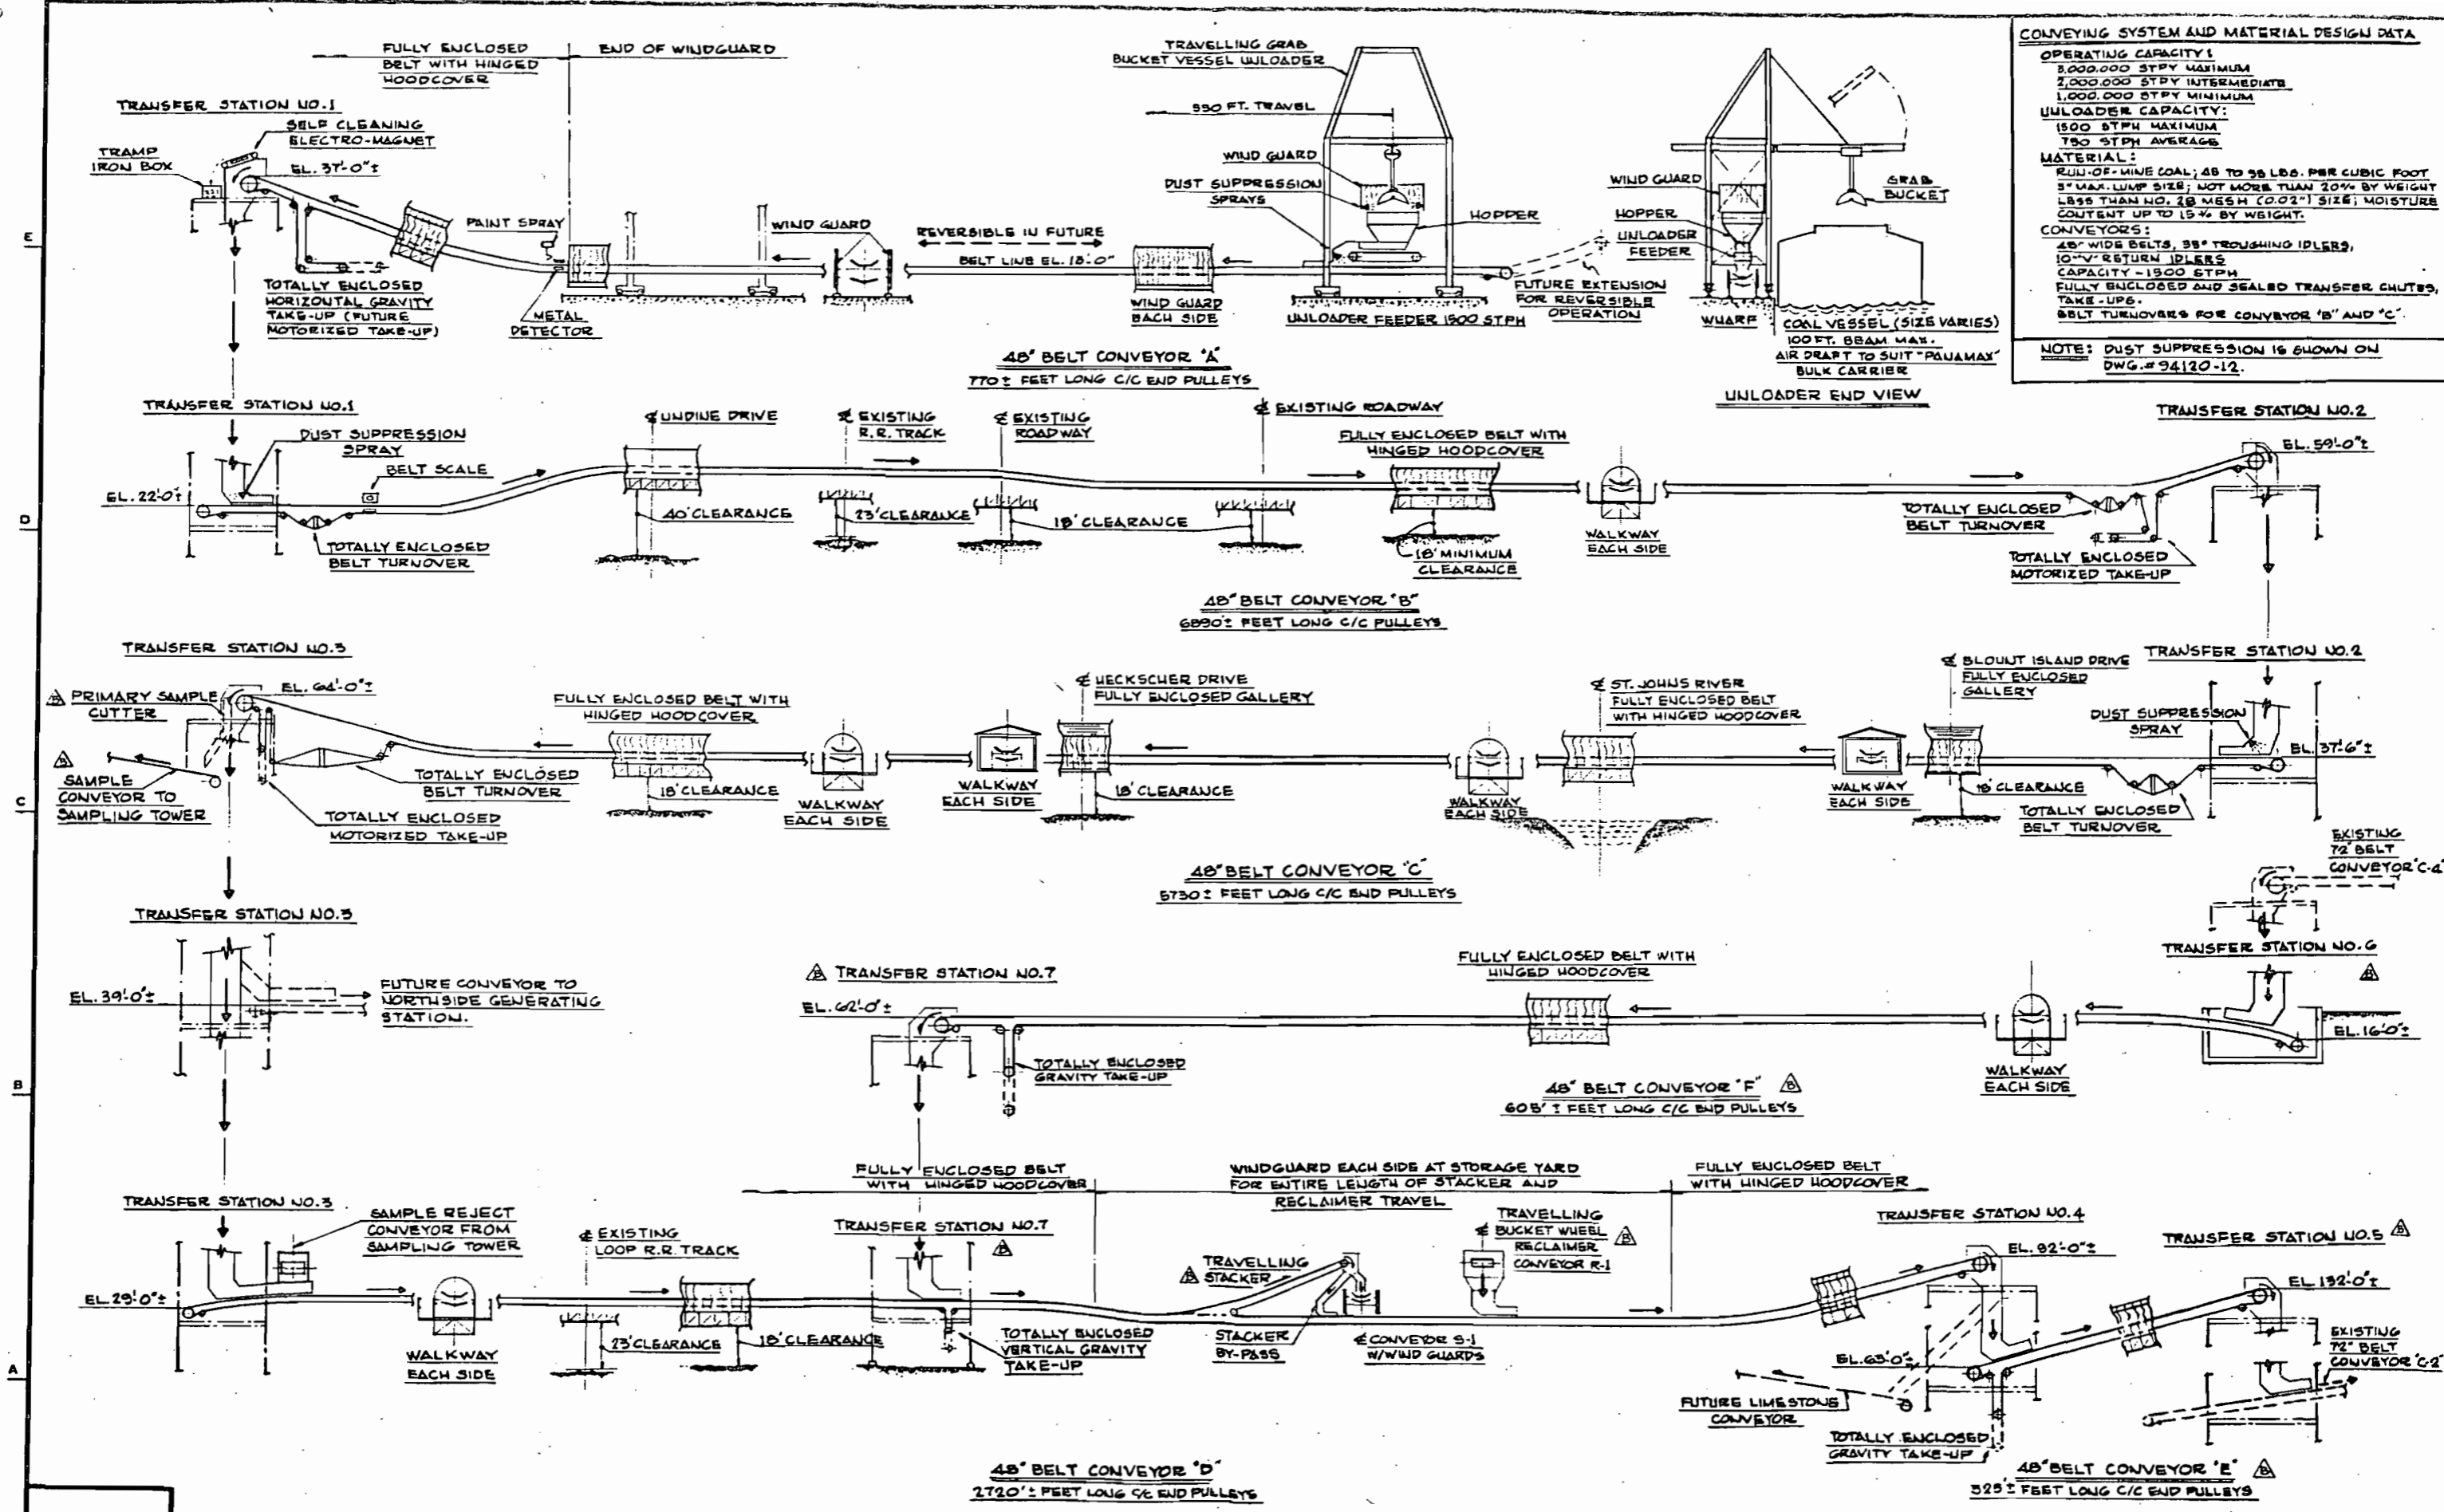 FULLY ENCLOSED
BELT WITH HINGED
HOODCOVER
END OF WINDGUARD
TRAVELLING GRAB
BUCKET VESSEL UNLOADER
TRANSFER STATION NO.1
SELF CLEANING
ELECTRO-MAGNET
TRAMP
IRON BOX
EL. 37'-0"±
550 FT. TRAVEL
WIND GUARD
DUST SUPPRESSION
SPRAYS
HOPPER
PAINT SPRAY
WIND GUARD
REVERSIBLE IN FUTURE
BELT LINE EL. 18'-0"
TOTALLY ENCLOSED
HORIZONTAL GRAVITY
TAKE-UP (FUTURE
MOTORIZED TAKE-UP)
METAL
DETECTOR
WIND GUARD
EACH SIDE
UNLOADER FEEDER 1500 STPH
FUTURE EXTENSION
FOR REVERSIBLE
OPERATION
WIND GUARD
HOPPER
UNLOADER
FEEDER
GRAB
BUCKET
WHARF
COAL VESSEL (SIZE VARIES)
100 FT. BEAM MAX.
AIR DRAFT TO SUIT "PANAMAX"
BULK CARRIER
UNLOADER END VIEW
48" BELT CONVEYOR "A"
770± FEET LONG C/C END PULLEYS
CONVEYING SYSTEM AND MATERIAL DESIGN DATA
OPERATING CAPACITY:
3,000,000 STPY MAXIMUM
2,000,000 STPY INTERMEDIATE
1,000,000 STPY MINIMUM
UNLOADER CAPACITY:
1500 STPH MAXIMUM
750 STPH AVERAGE
MATERIAL:
RUN-OF-MINE COAL; 45 TO 55 LBS. PER CUBIC FOOT
3" MAX. LUMP SIZE; NOT MORE THAN 20% BY WEIGHT
LESS THAN NO. 28 MESH (0.02") SIZE; MOISTURE
CONTENT UP TO 15% BY WEIGHT.
CONVEYORS:
48" WIDE BELTS, 35° TROUGHING IDLERS,
10° "V" RETURN IDLERS
CAPACITY - 1500 STPH
FULLY ENCLOSED AND SEALED TRANSFER CHUTES,
TAKE-UPS.
BELT TURNOVERS FOR CONVEYOR "B" AND "C".
NOTE: DUST SUPPRESSION IS SHOWN ON
DWG.# 94120-12.
TRANSFER STATION NO.1
DUST SUPPRESSION
SPRAY
BELT SCALE
EL. 22'-0"±
TOTALLY ENCLOSED
BELT TURNOVER
℄ UNDINE DRIVE
40' CLEARANCE
℄ EXISTING
R.R. TRACK
23' CLEARANCE
℄ EXISTING
ROADWAY
18' CLEARANCE
℄ EXISTING ROADWAY
FULLY ENCLOSED BELT WITH
HINGED HOODCOVER
18' MINIMUM
CLEARANCE
WALKWAY
EACH SIDE
TRANSFER STATION NO.2
EL. 59'-0"±
TOTALLY ENCLOSED
BELT TURNOVER
TOTALLY ENCLOSED
MOTORIZED TAKE-UP
48" BELT CONVEYOR "B"
6890± FEET LONG C/C PULLEYS
TRANSFER STATION NO.3
B PRIMARY SAMPLE
CUTTER
EL. 64'-0"±
B
SAMPLE
CONVEYOR TO
SAMPLING TOWER
TOTALLY ENCLOSED
BELT TURNOVER
TOTALLY ENCLOSED
MOTORIZED TAKE-UP
FULLY ENCLOSED BELT WITH
HINGED HOODCOVER
18' CLEARANCE
WALKWAY
EACH SIDE
WALKWAY
EACH SIDE
℄ HECKSCHER DRIVE
FULLY ENCLOSED GALLERY
18' CLEARANCE
WALKWAY
EACH SIDE
℄ ST. JOHNS RIVER
FULLY ENCLOSED BELT
WITH HINGED HOODCOVER
WALKWAY
EACH SIDE
℄ BLOUNT ISLAND DRIVE
FULLY ENCLOSED
GALLERY
18' CLEARANCE
TRANSFER STATION NO.2
DUST SUPPRESSION
SPRAY
EL. 37'-6"±
TOTALLY ENCLOSED
BELT TURNOVER
48" BELT CONVEYOR "C"
5730± FEET LONG C/C END PULLEYS
EXISTING
72" BELT
CONVEYOR "C-4"
TRANSFER STATION NO.3
EL. 39'-0"±
FUTURE CONVEYOR TO
NORTHSIDE GENERATING
STATION.
B TRANSFER STATION NO.7
EL. 62'-0"±
TOTALLY ENCLOSED
GRAVITY TAKE-UP
FULLY ENCLOSED BELT WITH
HINGED HOODCOVER
WALKWAY
EACH SIDE
TRANSFER STATION NO.6
B
EL. 16'-0"±
48" BELT CONVEYOR "F" B
605'± FEET LONG C/C END PULLEYS
TRANSFER STATION NO.3
SAMPLE REJECT
CONVEYOR FROM
SAMPLING TOWER
EL. 29'-0"±
WALKWAY
EACH SIDE
℄ EXISTING
LOOP R.R. TRACK
23' CLEARANCE
18' CLEARANCE
FULLY ENCLOSED BELT
WITH HINGED HOODCOVER
TRANSFER STATION NO.7
B
TOTALLY ENCLOSED
VERTICAL GRAVITY
TAKE-UP
WINDGUARD EACH SIDE AT STORAGE YARD
FOR ENTIRE LENGTH OF STACKER AND
RECLAIMER TRAVEL
B TRAVELLING
STACKER
STACKER
BY-PASS
℄ CONVEYOR S-1
W/WIND GUARDS
TRAVELLING
℄ BUCKET WHEEL
RECLAIMER
CONVEYOR R-1
B
FULLY ENCLOSED BELT
WITH HINGED HOODCOVER
TRANSFER STATION NO.4
EL. 92'-0"±
EL. 63'-0"±
FUTURE LIMESTONE
CONVEYOR
TOTALLY ENCLOSED
GRAVITY TAKE-UP
TRANSFER STATION NO.5 B
EL. 132'-0"±
EXISTING
72" BELT
CONVEYOR "C-2"
48" BELT CONVEYOR "D"
2720'± FEET LONG C/C END PULLEYS
48" BELT CONVEYOR "E" B
325'± FEET LONG C/C END PULLEYS
E
D
C
B
A